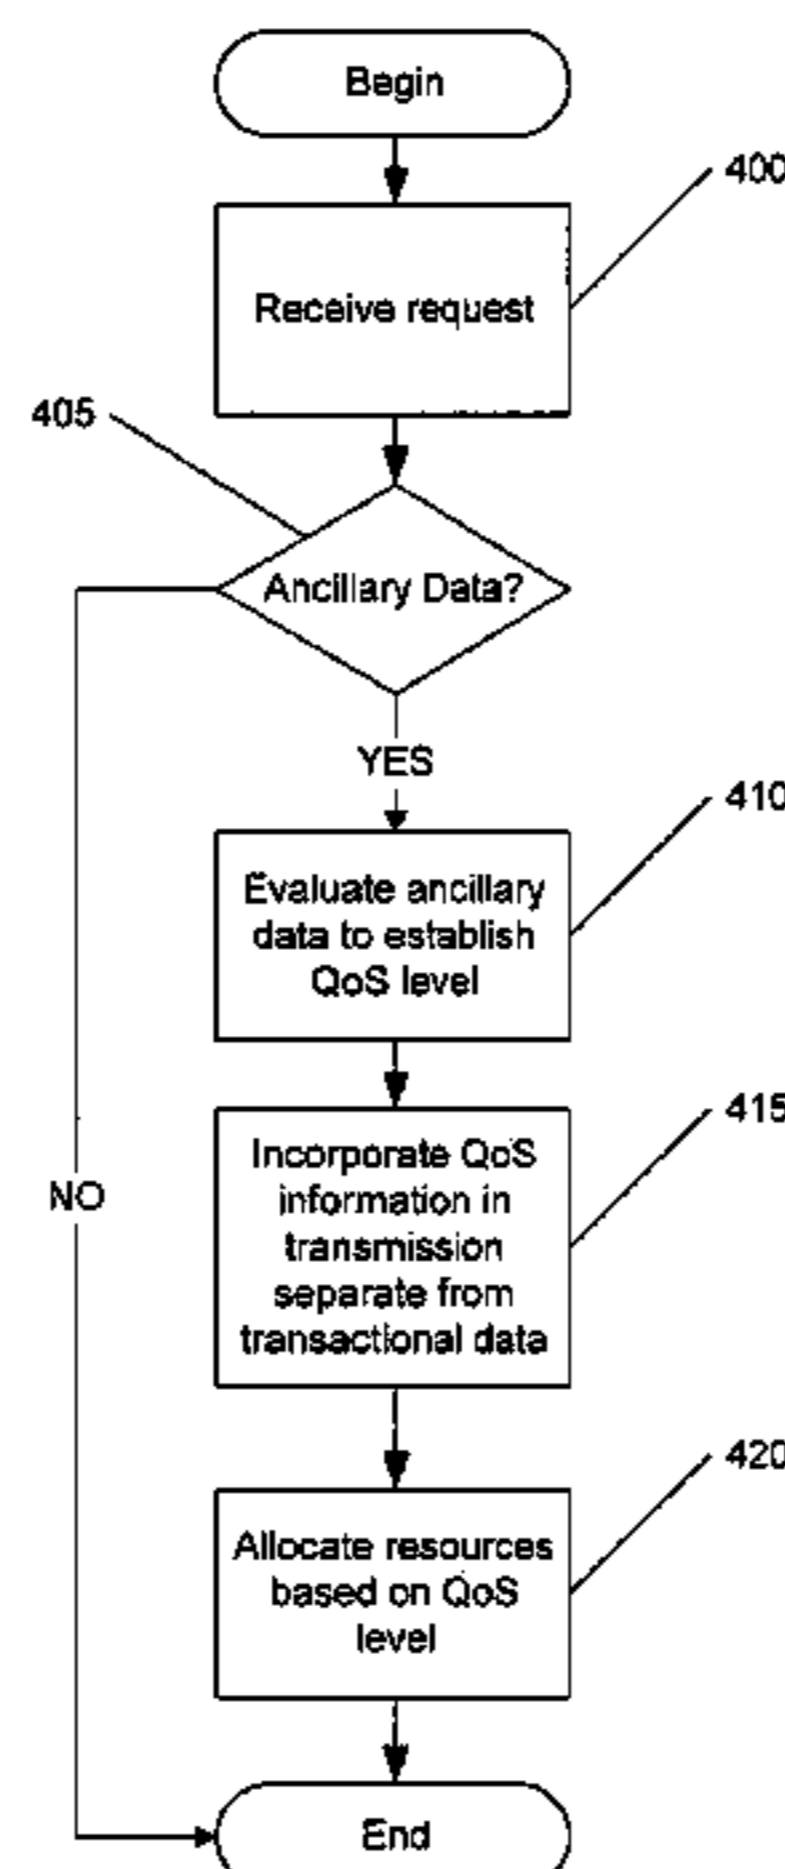 Begin
400
Receive request
405
Ancillary Data?
YES
410
Evaluate ancillary
data to establish
QoS level
415
Incorporate QoS
information in
transmission
separate from
transactional data
NO
420
Allocate resources
based on QoS
level
End